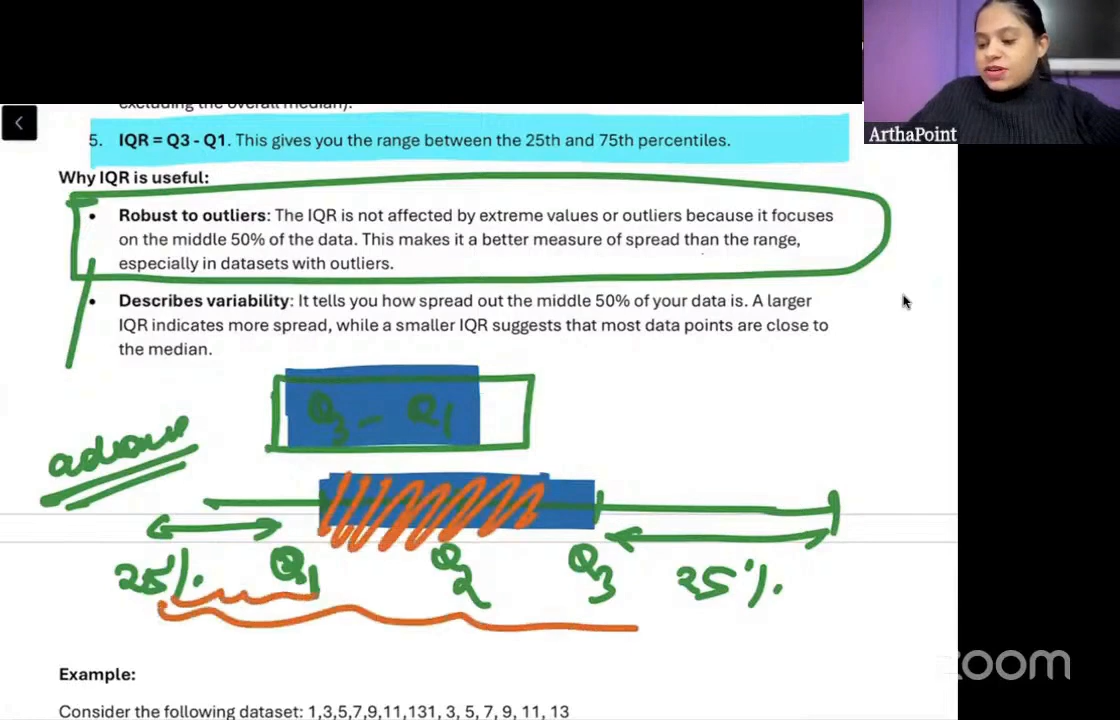 excluding the overall median).
5. IQR = Q3 - Q1. This gives you the range between the 25th and 75th percentiles.
ArthaPoint
Why IQR is useful:
• Robust to outliers: The IQR is not affected by extreme values or outliers because it focuses
on the middle 50% of the data. This makes it a better measure of spread than the range,
especially in datasets with outliers.
• Describes variability: It tells you how spread out the middle 50% of your data is. A larger
IQR indicates more spread, while a smaller IQR suggests that most data points are close to
the median.
Q3 - Q1
25% Q1 Q2 Q3 25%
zoom
Example:
Consider the following dataset: 1,3,5,7,9,11,131, 3, 5, 7, 9, 11, 13